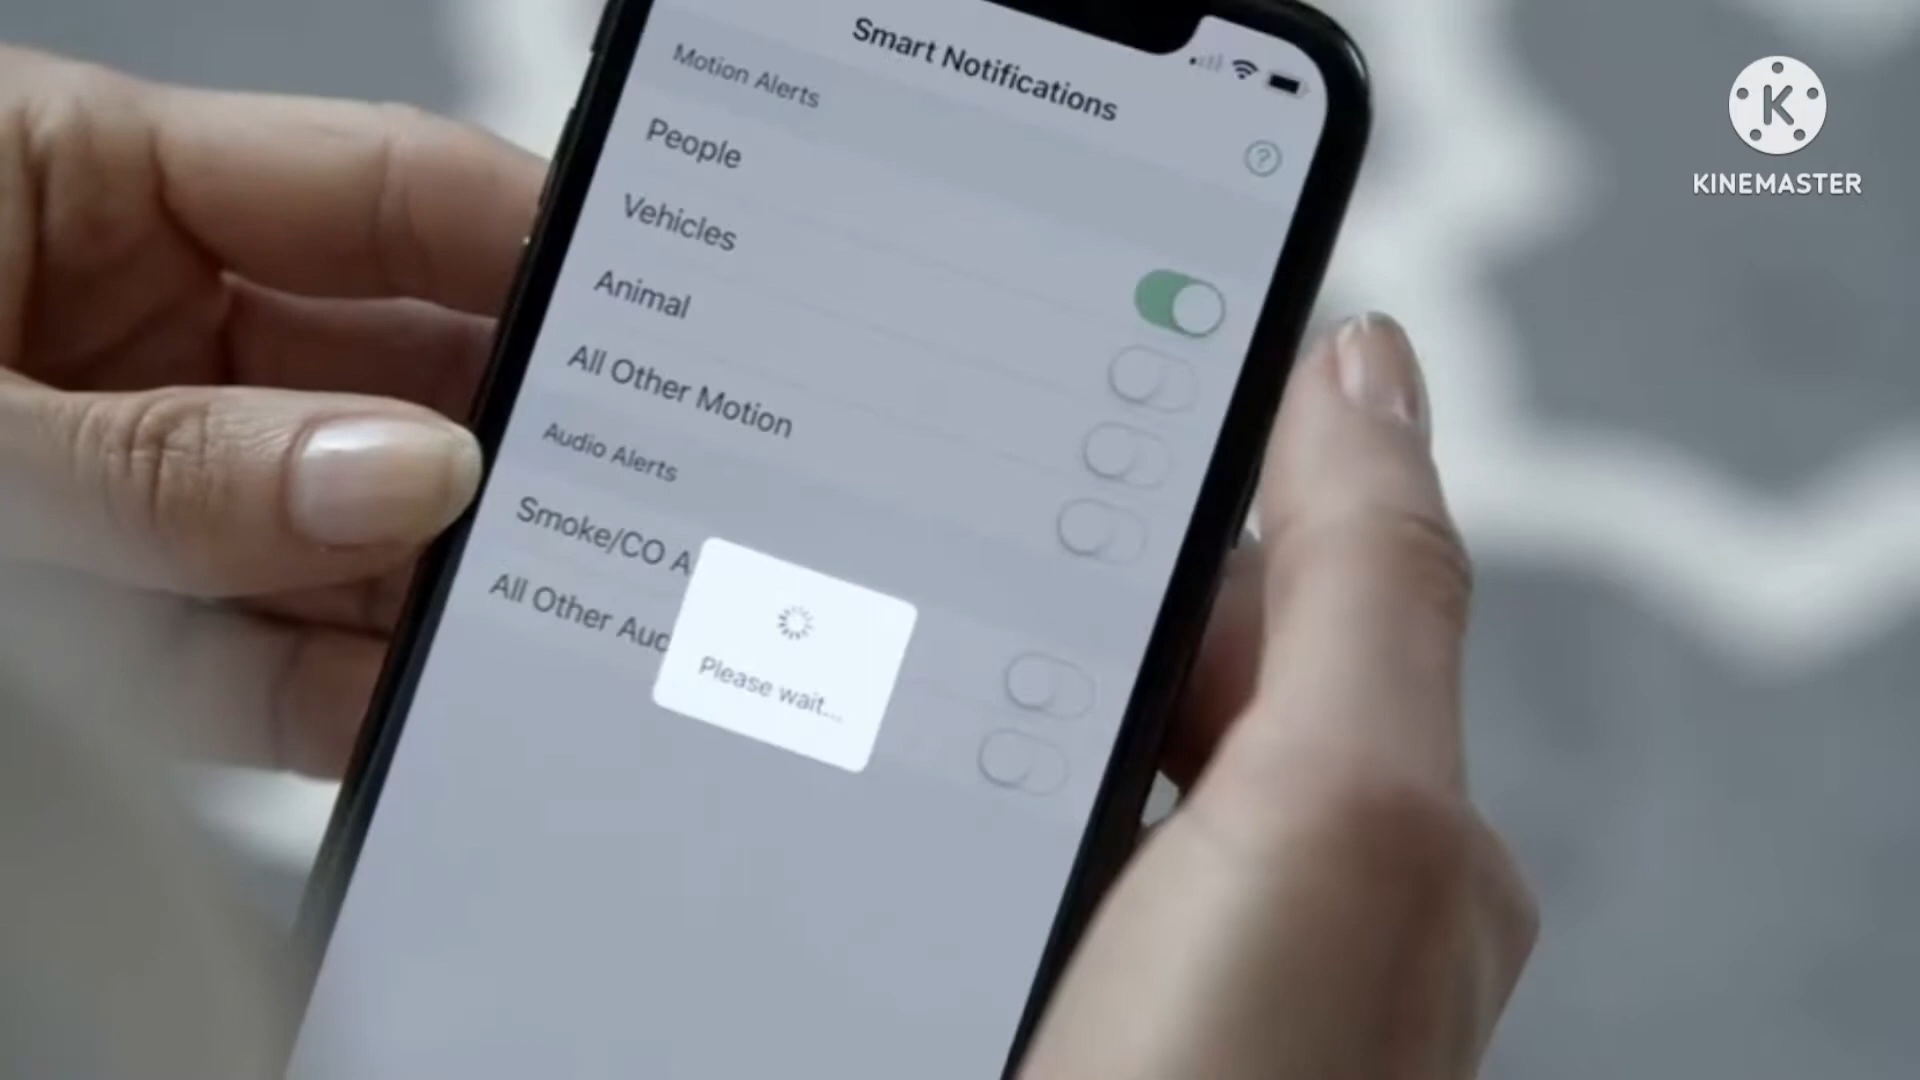 Smart Notifications
Motion Alerts
?
People
Vehicles
Animal
All Other Motion
Audio Alerts
Smoke/CO A
All Other Aud
Please wait...
K
KINEMASTER